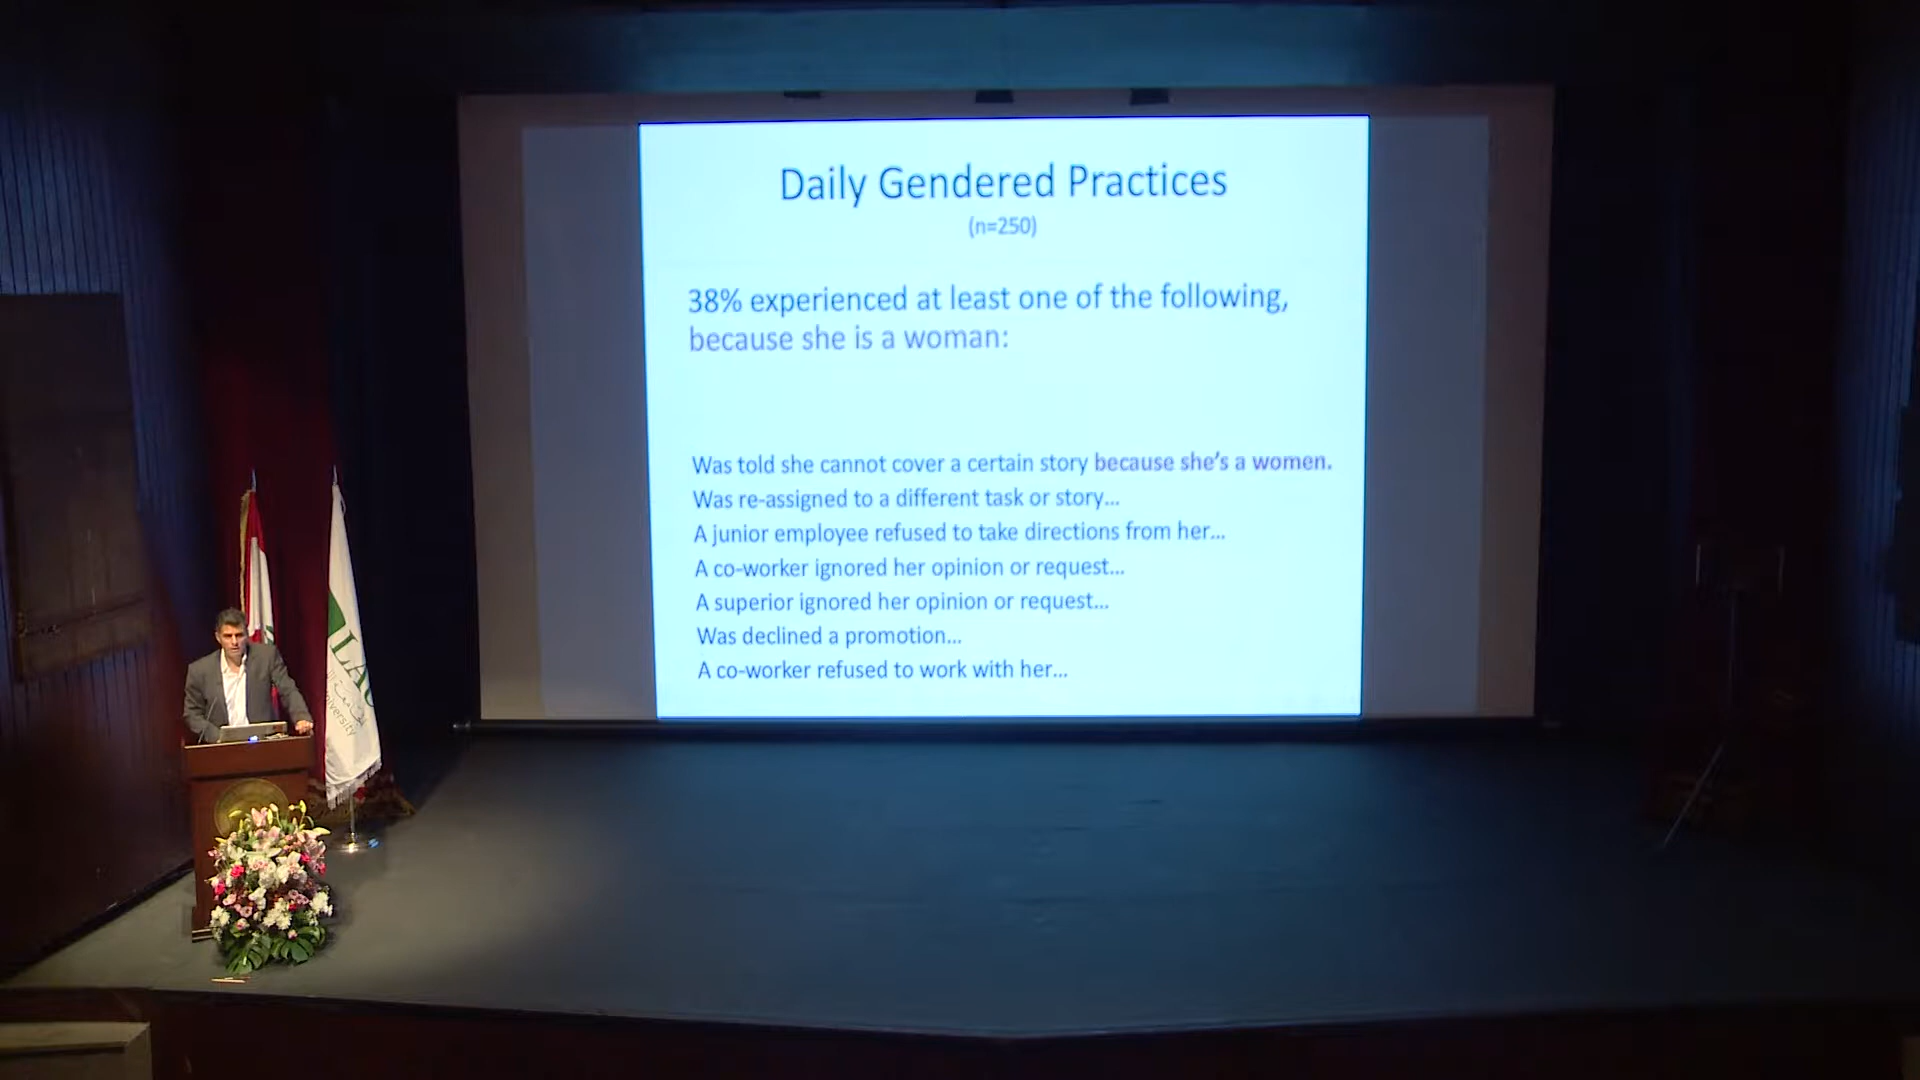 Daily Gendered Practices
(n=250)
38% experienced at least one of the following,
because she is a woman:
Was told she cannot cover a certain story because she's a women.
Was re-assigned to a different task or story...
A junior employee refused to take directions from her...
A co-worker ignored her opinion or request...
A superior ignored her opinion or request...
Was declined a promotion...
A co-worker refused to work with her...
LAU